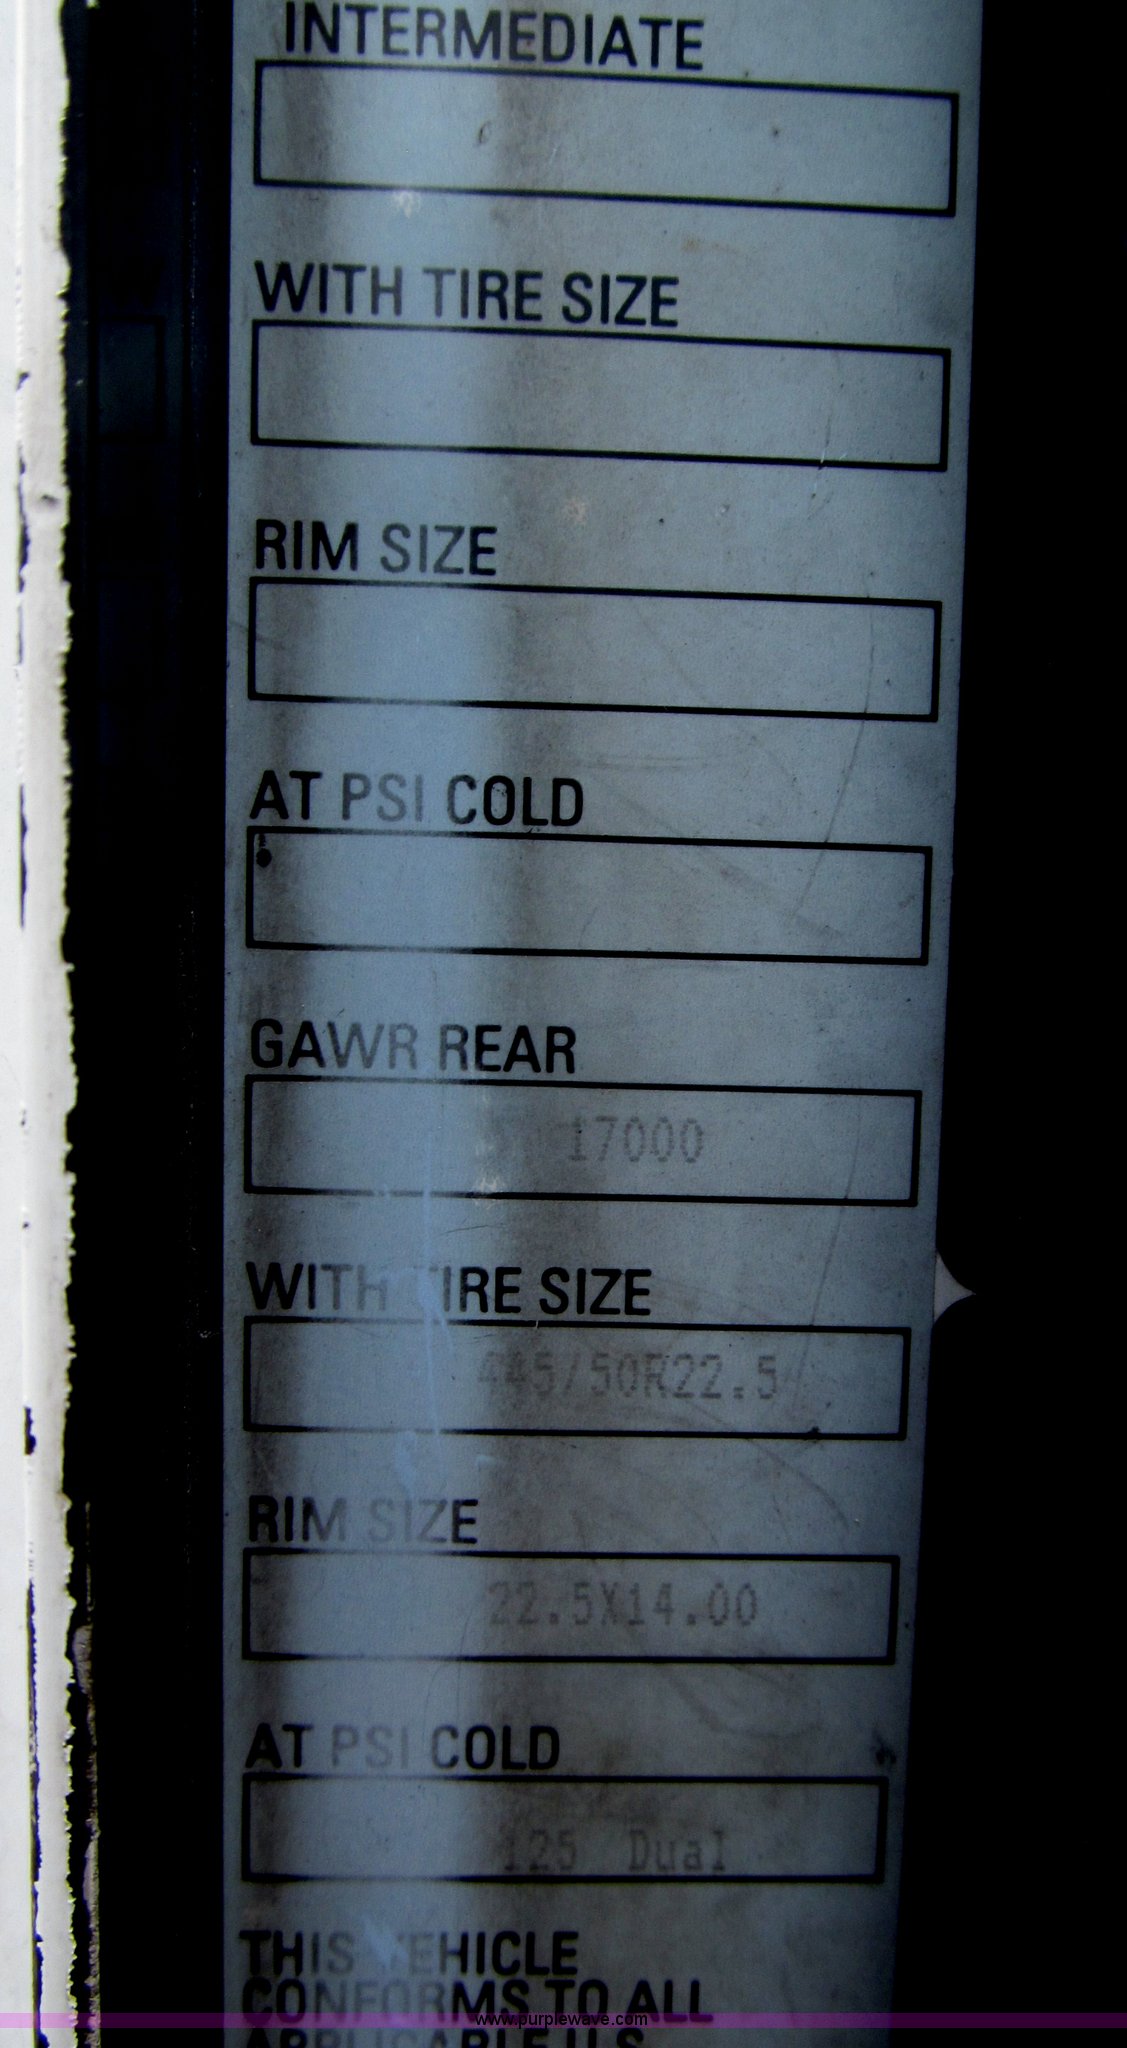 INTERMEDIATE
WITH TIRE SIZE
RIM SIZE
AT PSI COLD
GAWR REAR
17000
WITH TIRE SIZE
445/50R22.5
RIM SIZE
22.5X14.00
AT PSI COLD
125 Dual
THIS VEHICLE
CONFORMS TO ALL
www.purplewave.com
APPLICABLE U.S.